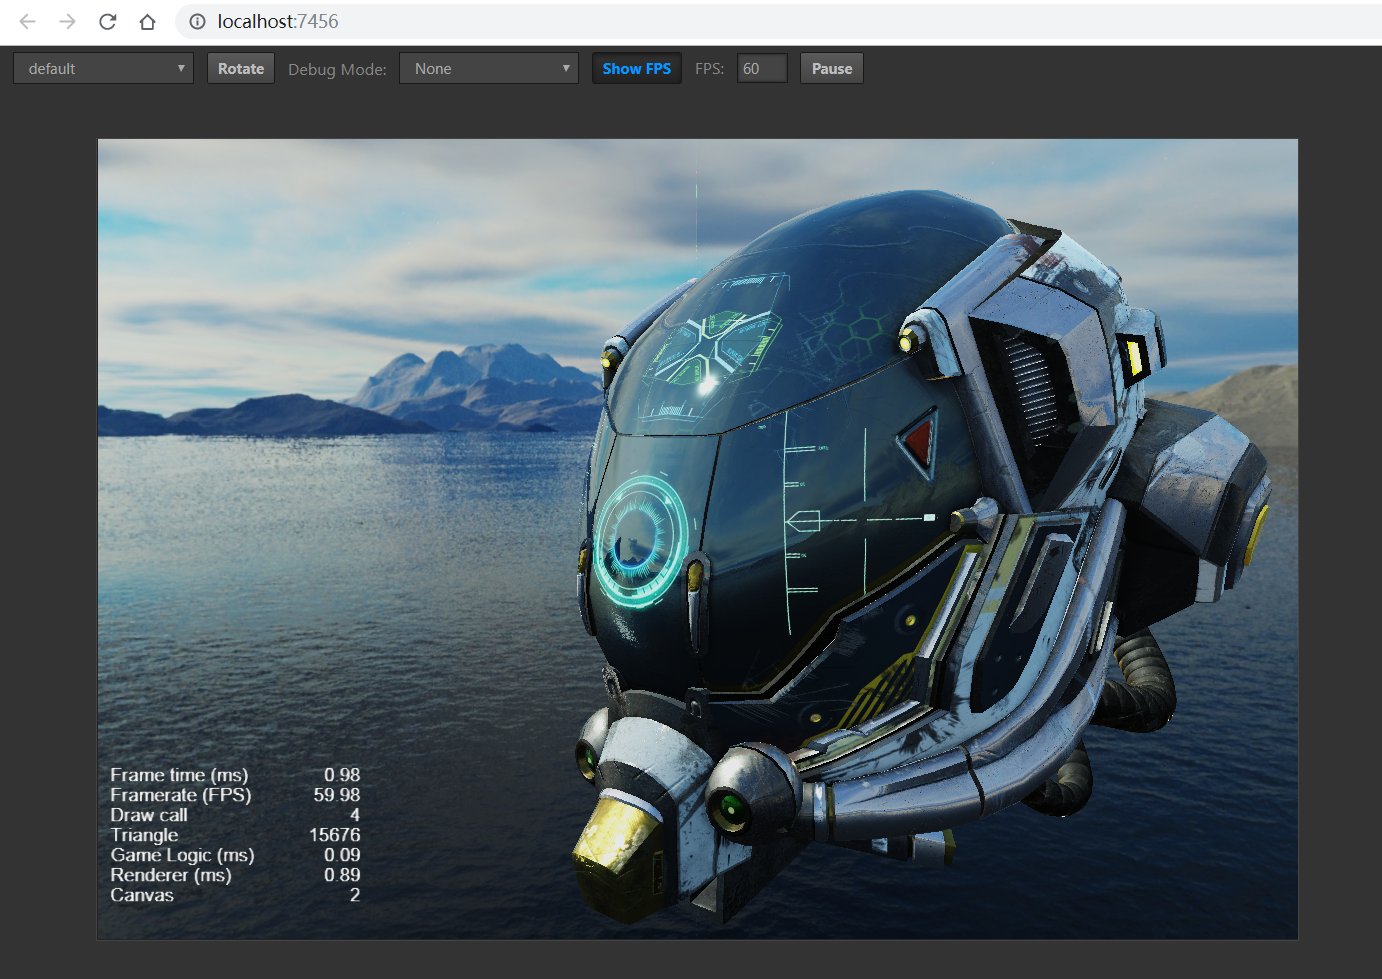 localhost:7456
default Rotate Debug Mode: None Show FPS FPS: 60 Pause
Frame time (ms) 0.98
Framerate (FPS) 59.98
Draw call 4
Triangle 15676
Game Logic (ms) 0.09
Renderer (ms) 0.89
Canvas 2